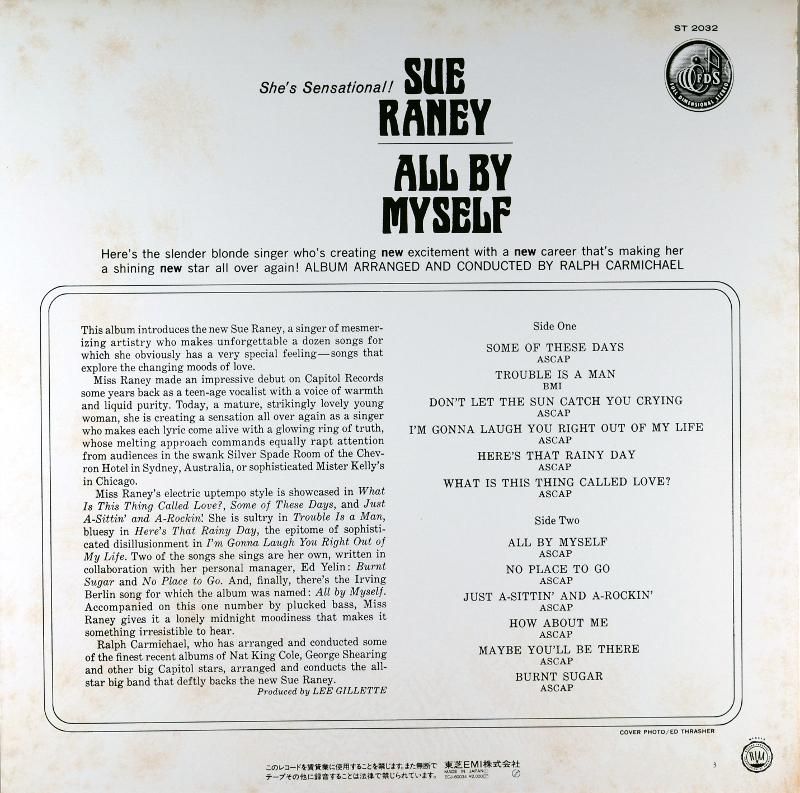 ST 2032
FDS
FULL DIMENSIONAL STEREO
She's Sensational! SUE
RANEY
ALL BY
MYSELF
Here's the slender blonde singer who's creating new excitement with a new career that's making her
a shining new star all over again! ALBUM ARRANGED AND CONDUCTED BY RALPH CARMICHAEL
This album introduces the new Sue Raney, a singer of mesmer-
izing artistry who makes unforgettable a dozen songs for
which she obviously has a very special feeling—songs that
explore the changing moods of love.
Miss Raney made an impressive debut on Capitol Records
some years back as a teen-age vocalist with a voice of warmth
and liquid purity. Today, a mature, strikingly lovely young
woman, she is creating a sensation all over again as a singer
who makes each lyric come alive with a glowing ring of truth,
whose melting approach commands equally rapt attention
from audiences in the swank Silver Spade Room of the Chev-
ron Hotel in Sydney, Australia, or sophisticated Mister Kelly's
in Chicago.
Miss Raney's electric uptempo style is showcased in What
Is This Thing Called Love?, Some of These Days, and Just
A-Sittin' and A-Rockin'. She is sultry in Trouble Is a Man,
bluesy in Here's That Rainy Day, the epitome of sophisti-
cated disillusionment in I'm Gonna Laugh You Right Out of
My Life. Two of the songs she sings are her own, written in
collaboration with her personal manager, Ed Yelin: Burnt
Sugar and No Place to Go. And, finally, there's the Irving
Berlin song for which the album was named: All by Myself.
Accompanied on this one number by plucked bass, Miss
Raney gives it a lonely midnight moodiness that makes it
something irresistible to hear.
Ralph Carmichael, who has arranged and conducted some
of the finest recent albums of Nat King Cole, George Shearing
and other big Capitol stars, arranged and conducts the all-
star big band that deftly backs the new Sue Raney.
Produced by LEE GILLETTE
Side One
SOME OF THESE DAYS
ASCAP
TROUBLE IS A MAN
BMI
DON'T LET THE SUN CATCH YOU CRYING
ASCAP
I'M GONNA LAUGH YOU RIGHT OUT OF MY LIFE
ASCAP
HERE'S THAT RAINY DAY
ASCAP
WHAT IS THIS THING CALLED LOVE?
ASCAP
Side Two
ALL BY MYSELF
ASCAP
NO PLACE TO GO
ASCAP
JUST A-SITTIN' AND A-ROCKIN'
ASCAP
HOW ABOUT ME
ASCAP
MAYBE YOU'LL BE THERE
ASCAP
BURNT SUGAR
ASCAP
COVER PHOTO/ED THRASHER
このレコードを賃貸業に使用することを禁じます。また無断で
テープその他に録音することは法律で禁じられています。
東芝EMI株式会社
MADE IN JAPAN
ECJ-60034 ¥2,000
3